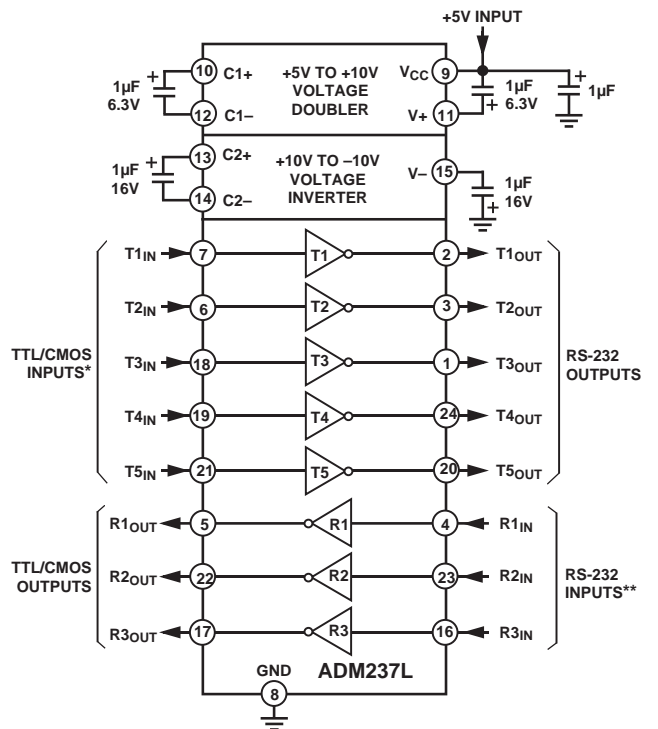 +5V INPUT
10 C1+ +5V TO +10V VCC 9
1µF + VOLTAGE 1µF + 1µF
6.3V DOUBLER 6.3V
12 C1– V+ 11 +
13 C2+ +10V TO –10V
1µF + VOLTAGE V– 15
16V INVERTER 1µF
14 C2– + 16V
T1IN 7 T1 2 T1OUT
T2IN 6 T2 3 T2OUT
TTL/CMOS
INPUTS*
T3IN 18 T3 1 T3OUT
RS-232
OUTPUTS
T4IN 19 T4 24 T4OUT
T5IN 21 T5 20 T5OUT
R1OUT 5 R1 4 R1IN
TTL/CMOS
OUTPUTS
R2OUT 22 R2 23 R2IN
RS-232
INPUTS**
R3OUT 17 R3 16 R3IN
GND ADM237L
8